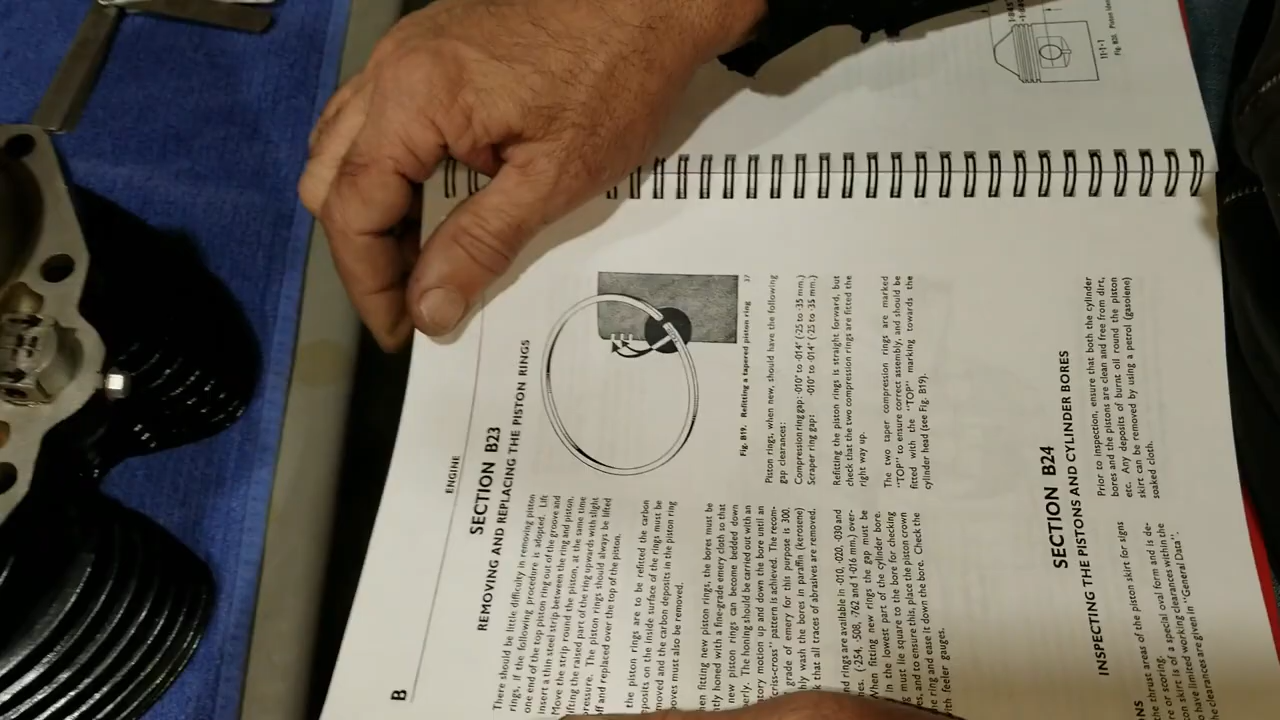 B
ENGINE
SECTION B23
REMOVING AND REPLACING THE PISTON RINGS
There should be little difficulty in removing piston
rings, if the following procedure is adopted. Lift
one end of the top piston ring out of the groove and
insert a thin steel strip between the ring and piston.
Move the strip round the piston, at the same time
lifting the raised part of the ring upwards with slight
pressure. The piston rings should always be lifted
off and replaced over the top of the piston.
the piston rings are to be refitted the carbon
posits on the inside surface of the rings must be
moved and the carbon deposits in the piston ring
ooves must also be removed.
hen fitting new piston rings, the bores must be
tly honed with a fine-grade emery cloth so that
new piston rings can become bedded down
perly. The honing should be carried out with an
tory motion up and down the bore until an
criss-cross' pattern is achieved. The recom-
grade of emery for this purpose is 300.
hly wash the bores in paraffin (kerosene)
k that all traces of abrasives are removed.
nd rings are available in ·010, ·020, ·030 and
hes. (·254, ·508, ·762 and 1·016 mm.) over-
When fitting new rings the gap must be
in the lowest part of the cylinder bore.
g must lie square to the bore for checking
es, and to ensure this, place the piston crown
he ring and ease it down the bore. Check the
th feeler gauges.
Fig. B19. Refitting a tapered piston ring 37
Piston rings, when new, should have the following
gap clearances:
Compression ring gap: ·010" to ·014" (·25 to ·35 mm.)
Scraper ring gap: ·010" to ·014" (·25 to ·35 mm.)
Refitting the piston rings is straight forward, but
check that the two compression rings are fitted the
right way up.
The two taper compression rings are marked
"TOP" to ensure correct assembly, and should be
fitted with the "TOP" marking towards the
cylinder head (see Fig. B19).
SECTION B24
INSPECTING THE PISTONS AND CYLINDER BORES
NS
the thrust areas of the piston skirt for signs
e or scoring.
on skirt is of a special oval form and is de-
have limited working clearances within the
e clearances are given in "General Data".
Prior to inspection, ensure that both the cylinder
bores and the pistons are clean and free from dirt,
etc. Any deposits of burnt oil round the piston
skirt can be removed by using a petrol (gasolene)
soaked cloth.
11-1-1